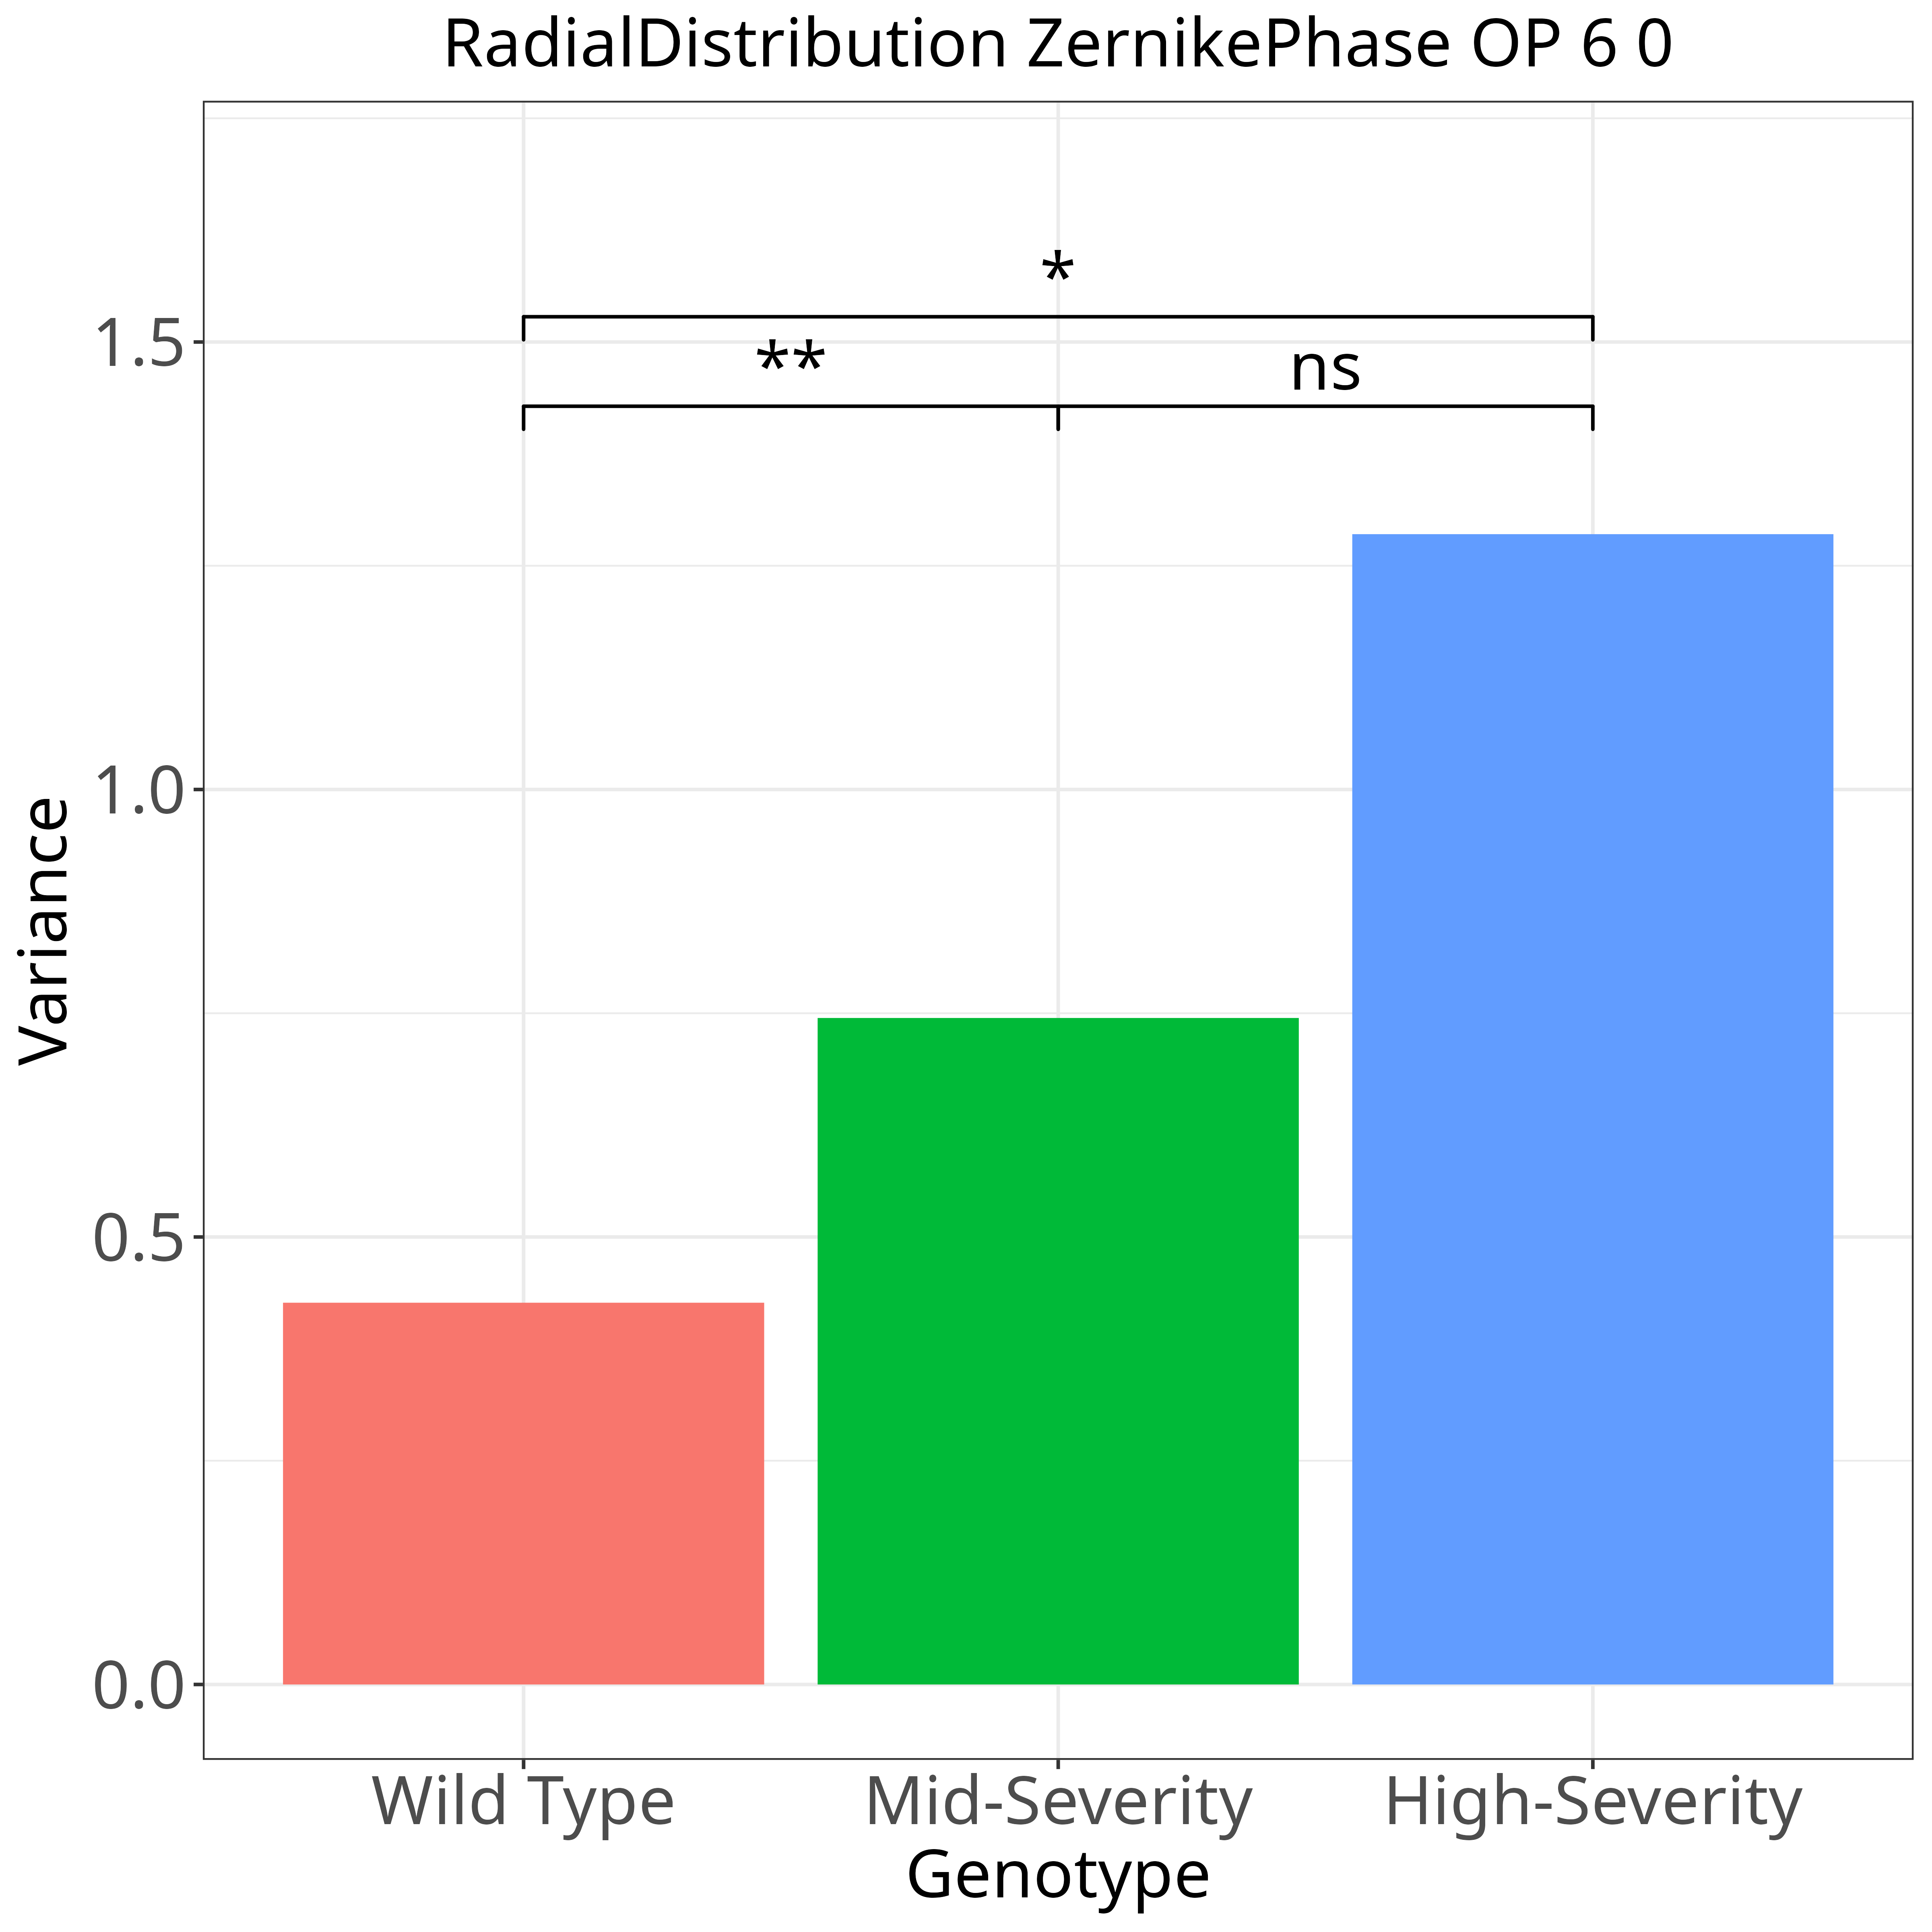 RadialDistribution ZernikePhase OP 6 0
*
1.5
** ns
1.0
0.5
0.0
Variance
Wild Type Mid-Severity High-Severity
Genotype